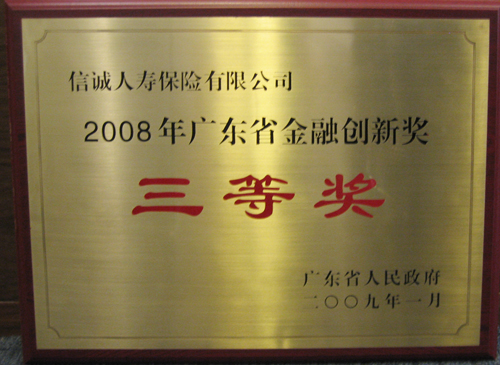 信诚人寿保险有限公司
2008年广东省金融创新奖
三等奖
广东省人民政府
二〇〇九年一月